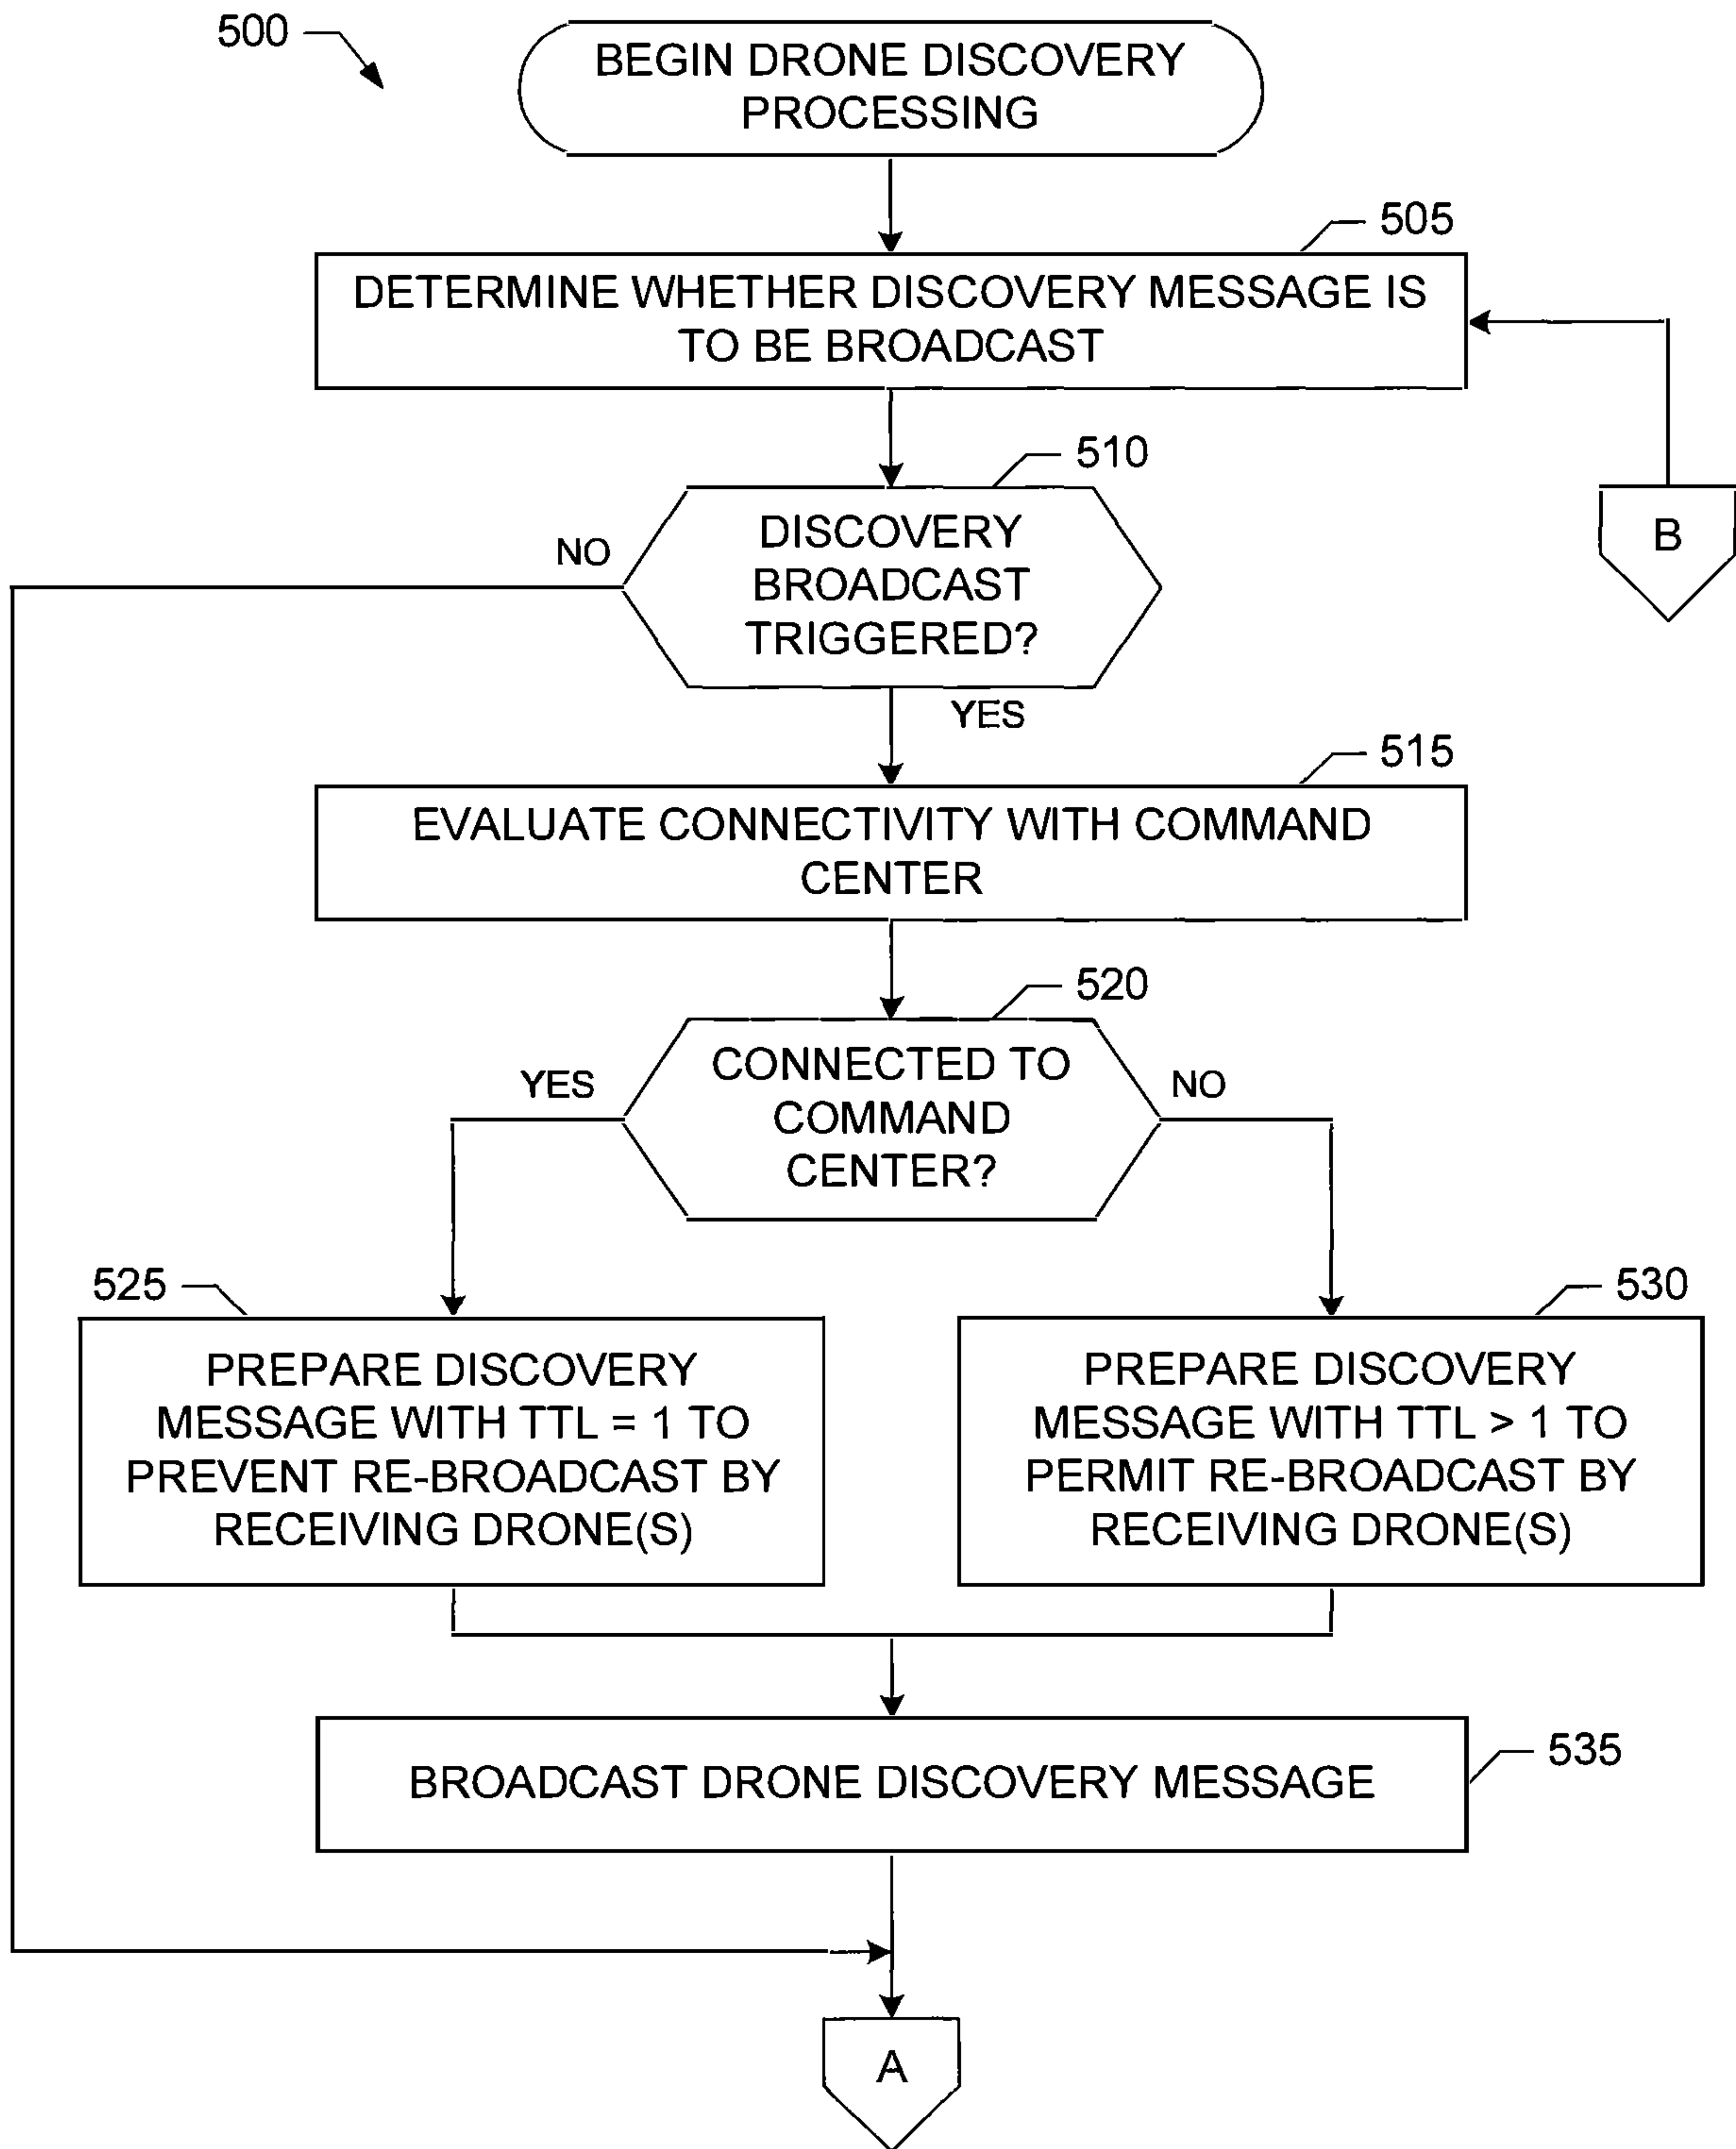 500
BEGIN DRONE DISCOVERY
PROCESSING
505
DETERMINE WHETHER DISCOVERY MESSAGE IS
TO BE BROADCAST
510
DISCOVERY
BROADCAST
TRIGGERED?
NO
B
YES
515
EVALUATE CONNECTIVITY WITH COMMAND
CENTER
520
CONNECTED TO
COMMAND
CENTER?
YES
NO
525
PREPARE DISCOVERY
MESSAGE WITH TTL = 1 TO
PREVENT RE-BROADCAST BY
RECEIVING DRONE(S)
530
PREPARE DISCOVERY
MESSAGE WITH TTL > 1 TO
PERMIT RE-BROADCAST BY
RECEIVING DRONE(S)
BROADCAST DRONE DISCOVERY MESSAGE
535
A